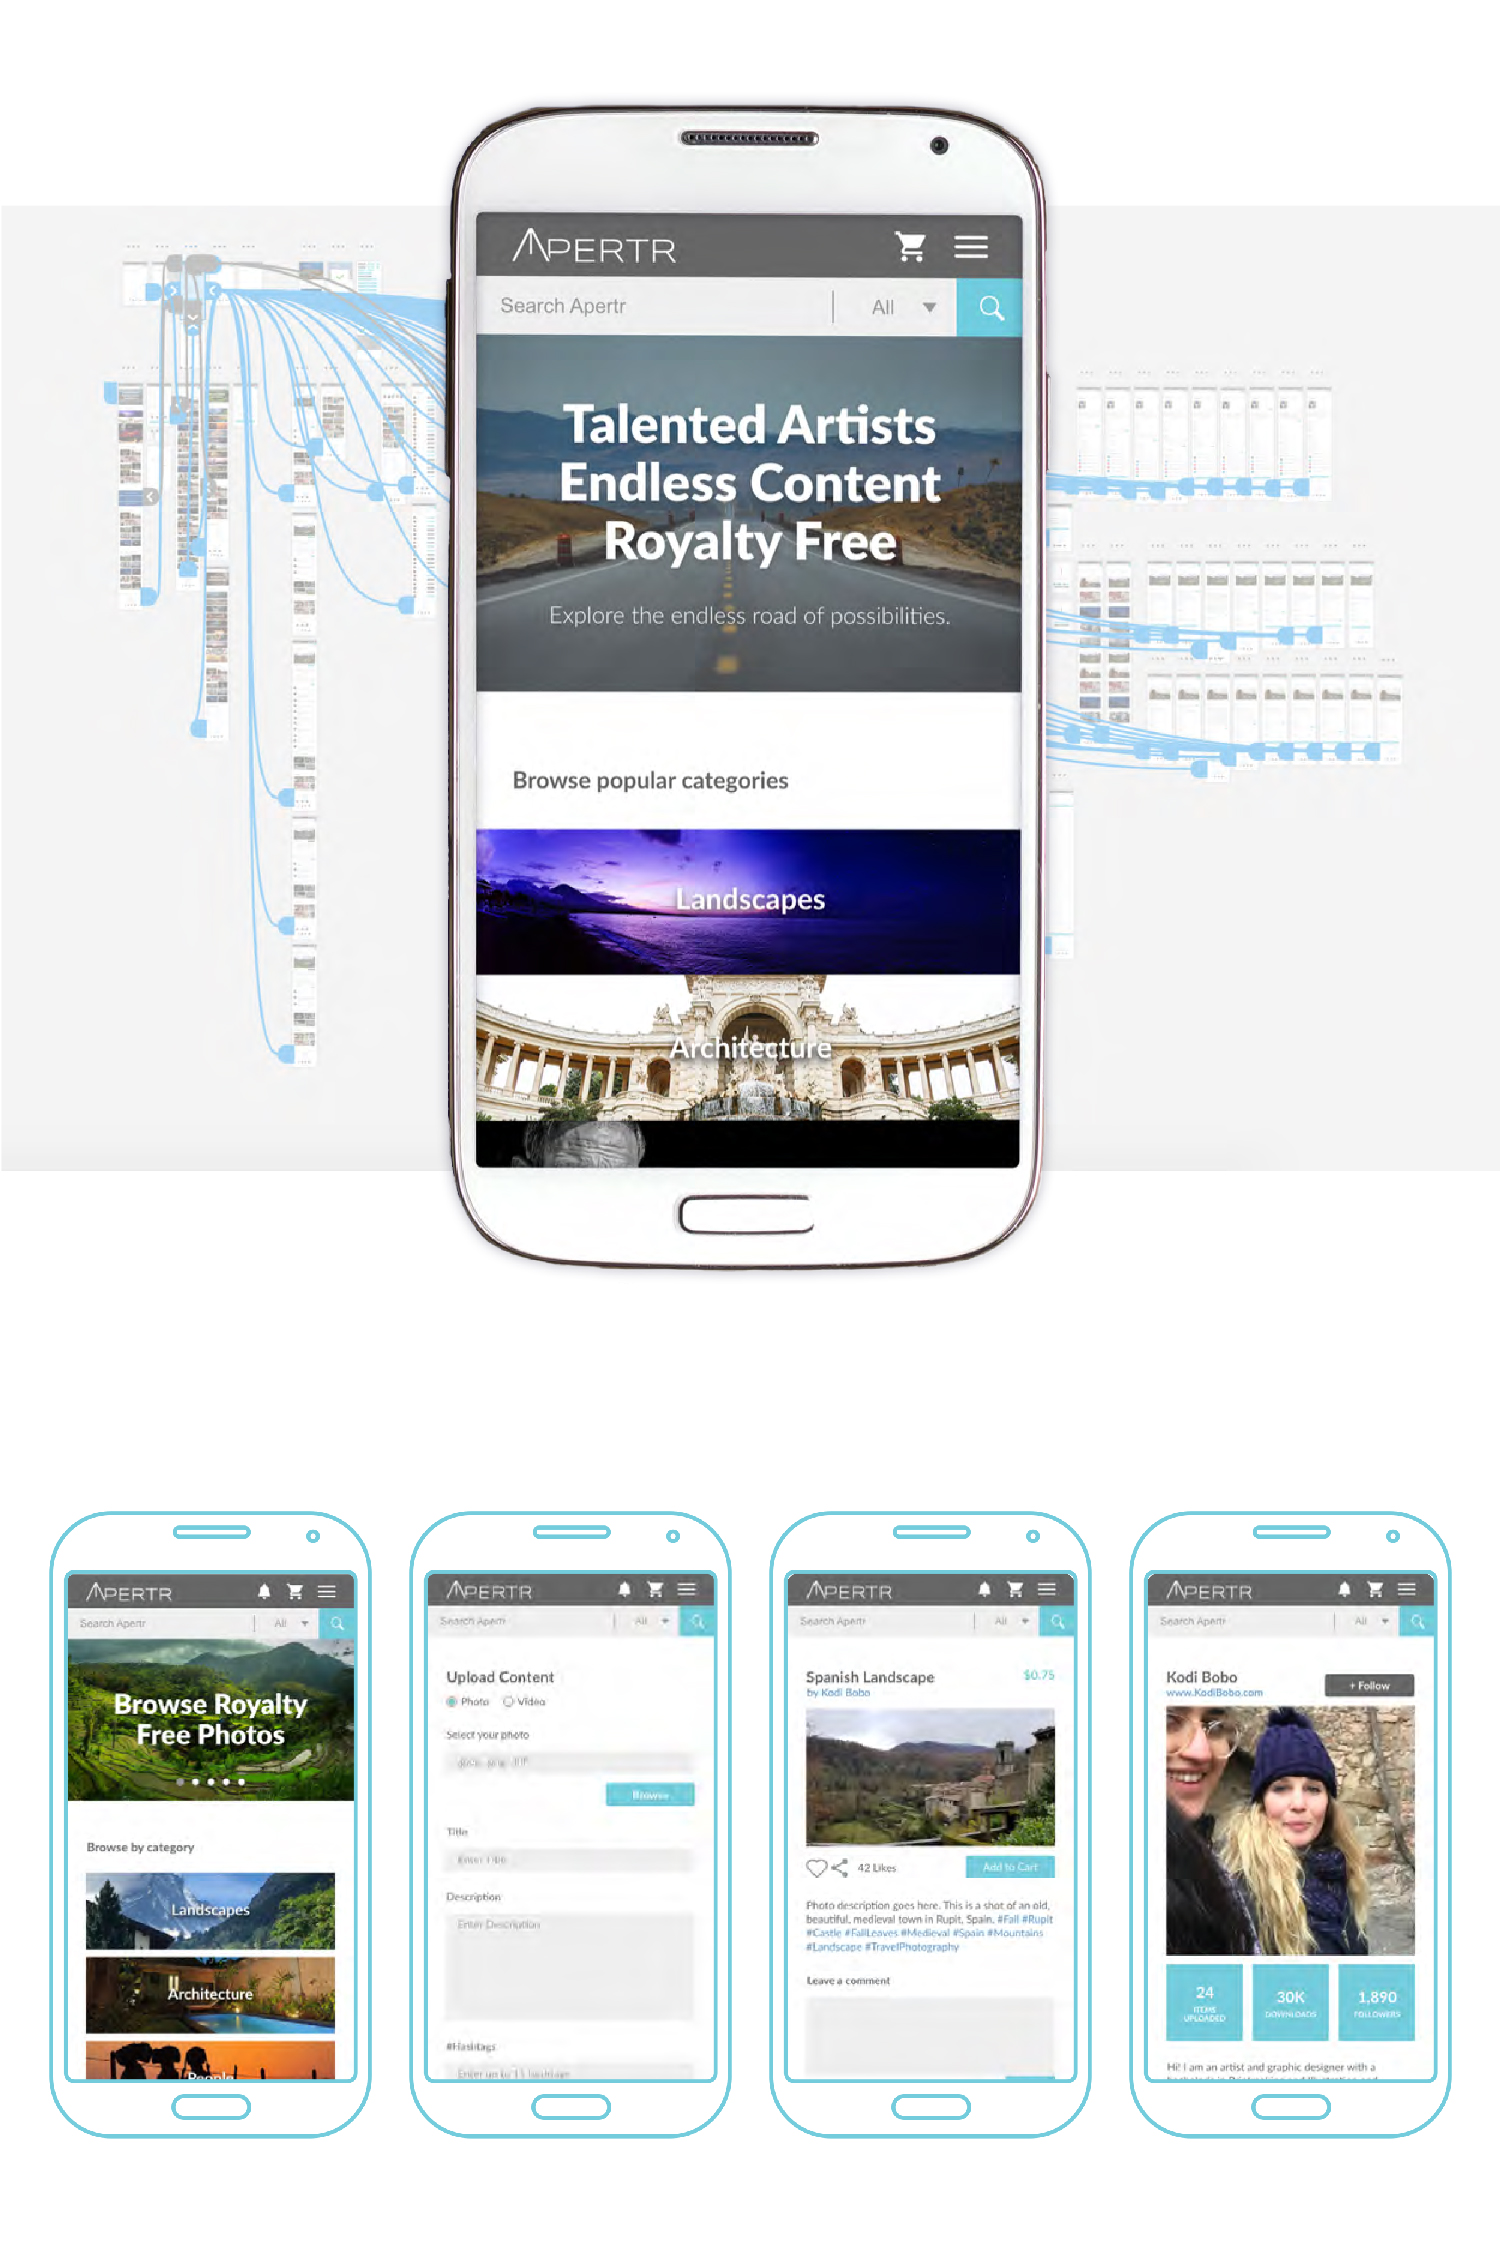 APERTR
Search Apertr
All
Talented Artists
Endless Content
Royalty Free
Explore the endless road of possibilities.
Browse popular categories
Landscapes
Architecture
APERTR
Search Apertr
All
Browse Royalty
Free Photos
Browse by category
Landscapes
Architecture
People
APERTR
Search Apertr
All
Upload Content
Photo
Video
Select your photo
Browse
Title
Enter Title
Description
Enter Description
#Hashtags
Enter up to 11 hashtags
APERTR
Search Apertr
All
Spanish Landscape
$0.75
by Kodi Bobo
42 Likes
Add to Cart
Photo description goes here. This is a shot of an old,
beautiful, medieval town in Rupit, Spain. #Fall #Rupit
#Castle #FallLeaves #Medieval #Spain #Mountains
#Landscape #TravelPhotography
Leave a comment
APERTR
Search Apertr
All
Kodi Bobo
+ Follow
www.KodiBobo.com
24
ITEMS
UPLOADED
30K
DOWNLOADS
1,890
FOLLOWERS
Hi! I am an artist and graphic designer with a